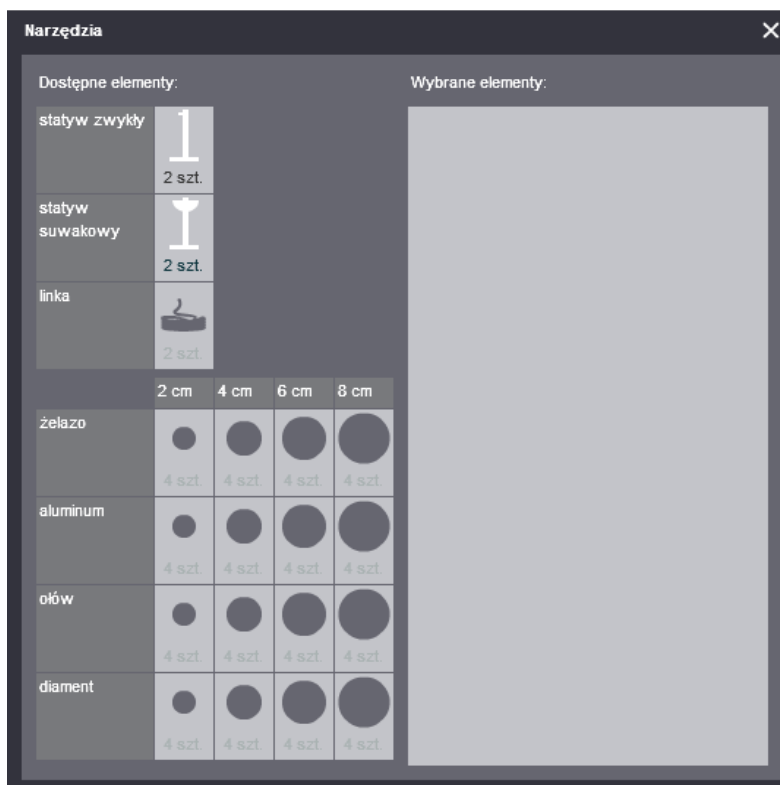 Narzędzia
Dostępne elementy:
Wybrane elementy:
statyw zwykły
2 szt.
statyw
suwakowy
2 szt.
linka
2 szt.
2 cm 4 cm 6 cm 8 cm
żelazo
4 szt. 4 szt. 4 szt. 4 szt.
aluminum
4 szt. 4 szt. 4 szt. 4 szt.
ołów
4 szt. 4 szt. 4 szt. 4 szt.
diament
4 szt. 4 szt. 4 szt. 4 szt.